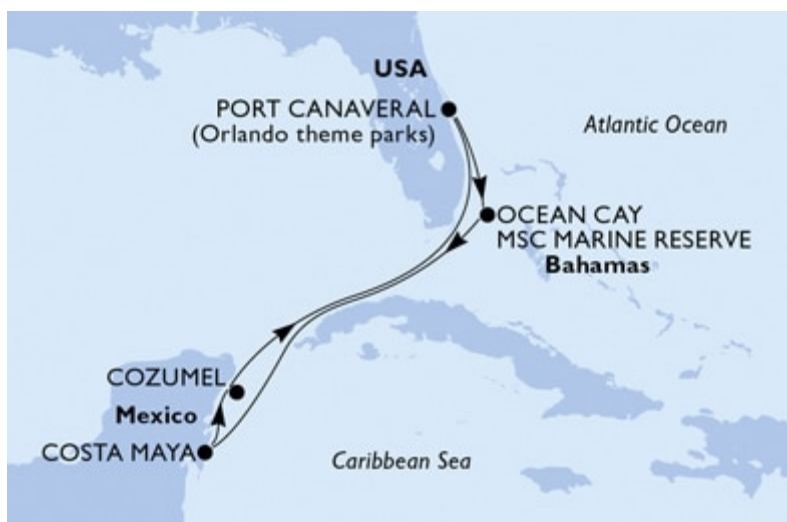 USA
PORT CANAVERAL
(Orlando theme parks)
Atlantic Ocean
OCEAN CAY
MSC MARINE RESERVE
Bahamas
COZUMEL
Mexico
COSTA MAYA
Caribbean Sea